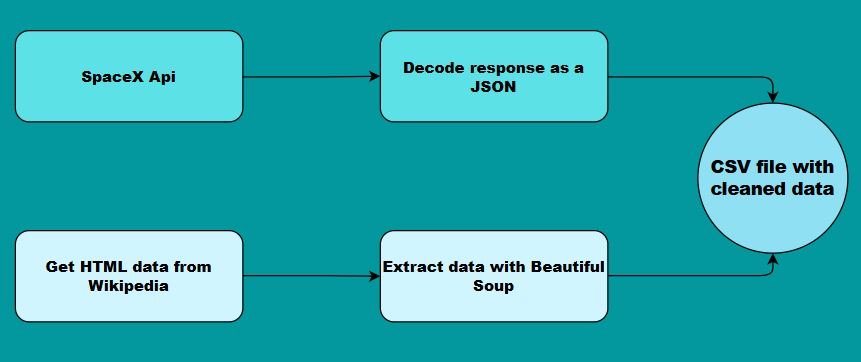 SpaceX Api
Decode response as a
JSON
CSV file with
cleaned data
Get HTML data from
Wikipedia
Extract data with Beautiful
Soup